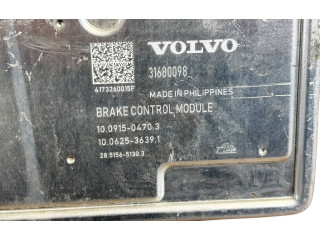 VOLVO
31680098
6173260015F
MADE IN PHILIPPINES
BRAKE CONTROL MODULE
10.0915-0470.3
10.0625-3639.1
28.5156-5130.3